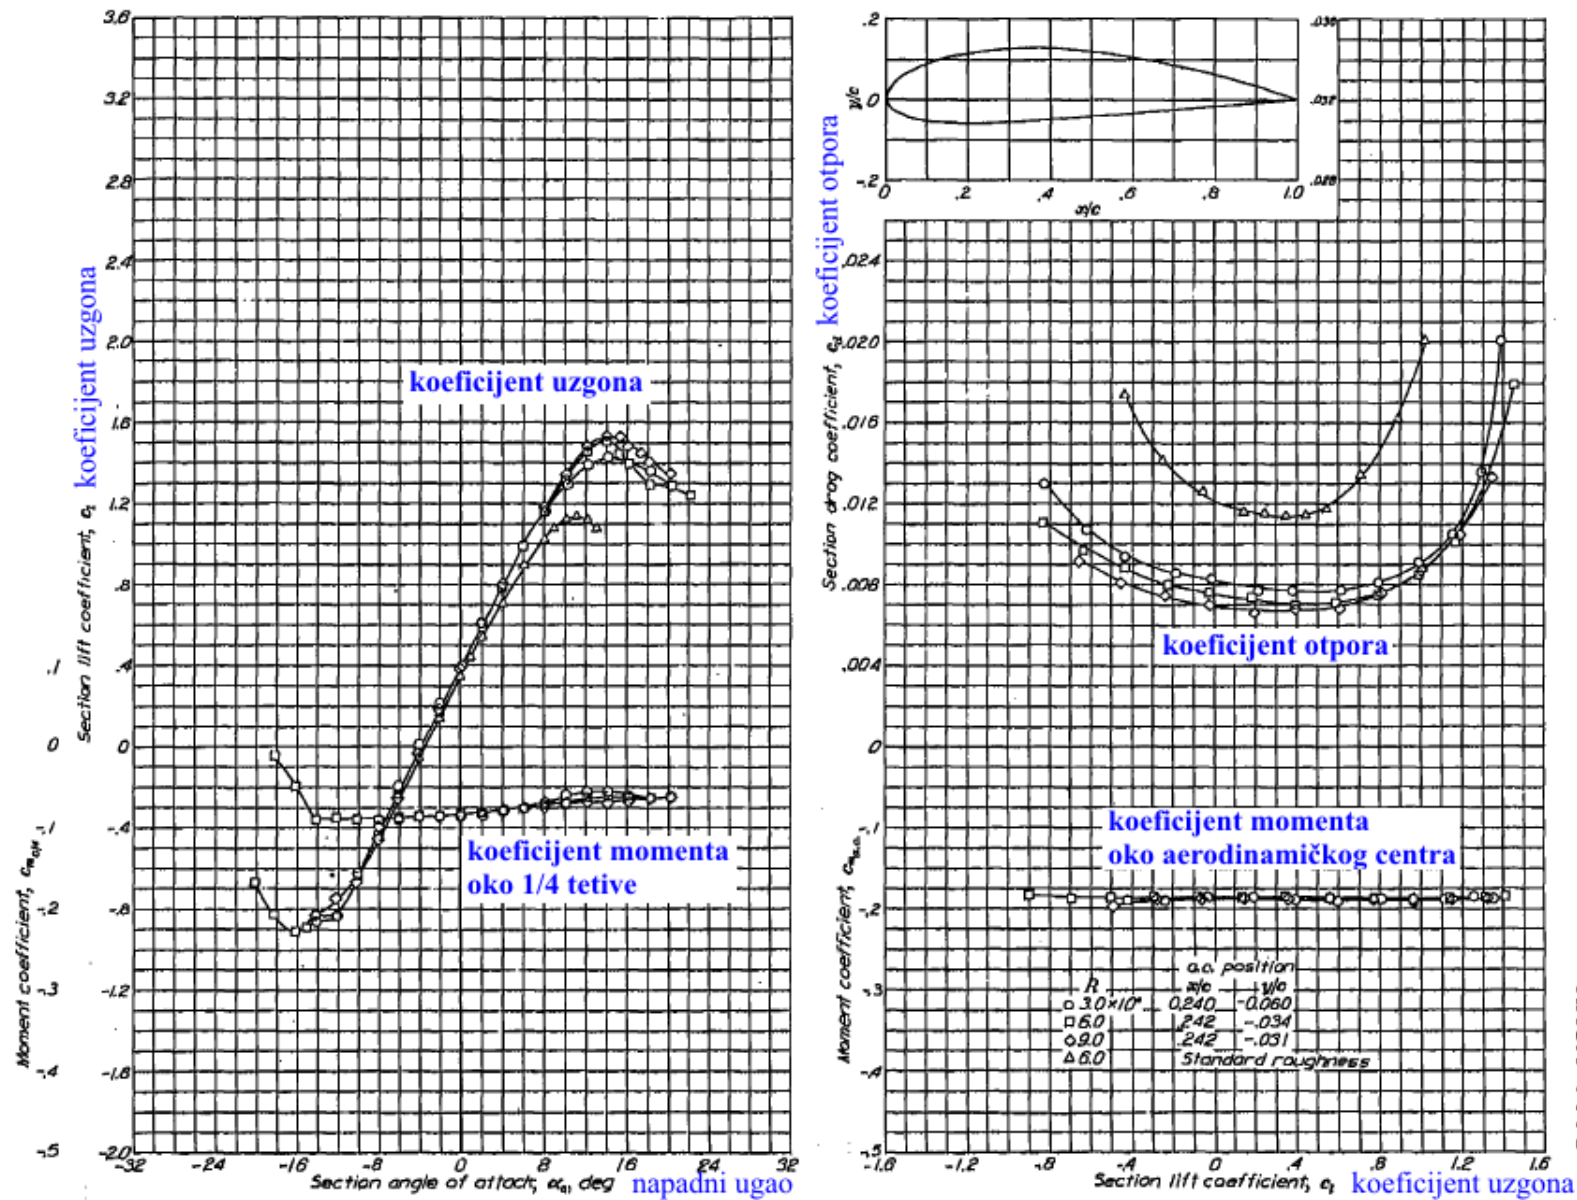 3.6
3.2
2.8
2.4
2.0
1.6
1.2
.8
.4
0
-.4
-.8
-1.2
-1.6
-2.0
.1
0
-.1
-.2
-.3
-.4
-.5
Section lift coefficient, cl
koeficijent uzgona
Moment coefficient, cmc/4
koeficijent uzgona
koeficijent momenta
oko 1/4 tetive
-32 -24 -16 -8 0 8 16 24 32
Section angle of attack, α0, deg
napadni ugao
.2
0
-.2
y/c
0 .2 .4 .6 .8 1.0
x/c
.036
.032
.028
.024
.020
.016
.012
.008
.004
0
-.1
-.2
-.3
-.4
-.5
koeficijent otpora
Section drag coefficient, cd
Moment coefficient, cma.c.
koeficijent otpora
koeficijent momenta
oko aerodinamičkog centra
a.c. position
R x/c y/c
3.0×10⁶ 0.240 -0.060
6.0 .242 -.034
9.0 .242 -.031
6.0 Standard roughness
-1.6 -1.2 -.8 -.4 0 .4 .8 1.2 1.6
Section lift coefficient, cl
koeficijent uzgona